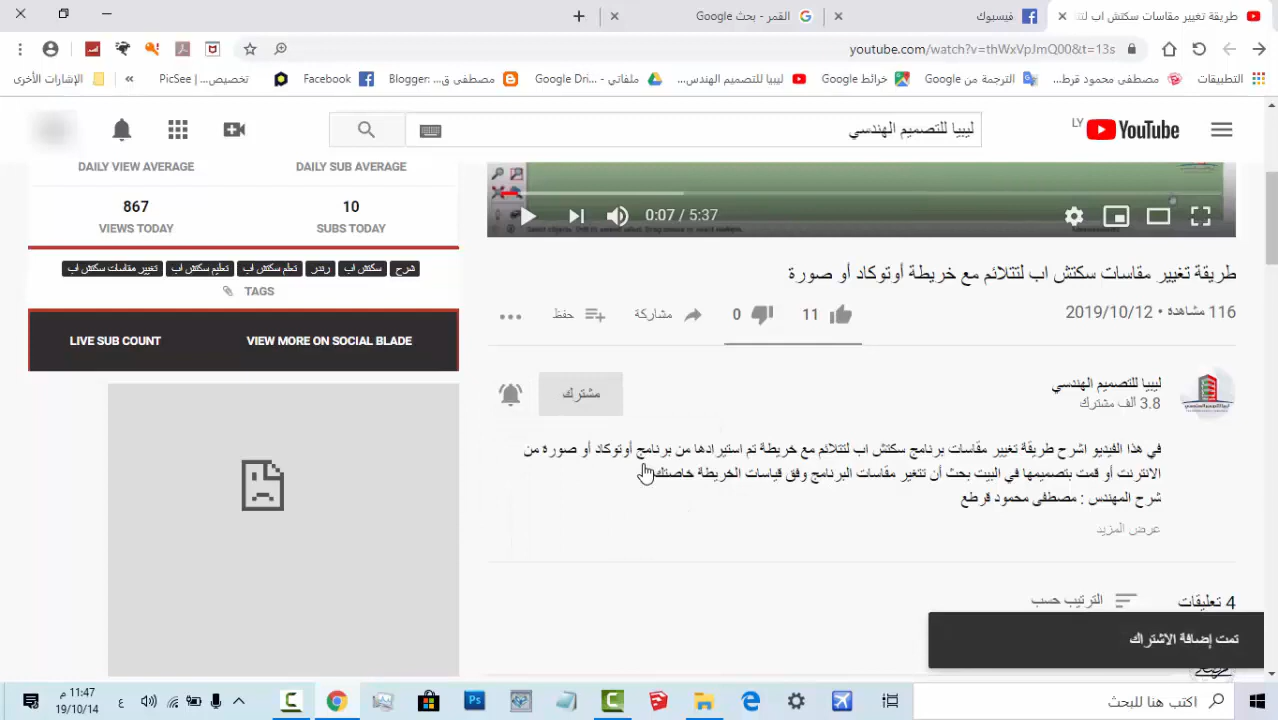 طريقة تغيير مقاسات سكتش اب لتت
فيسبوك
القمر - بحث Google
youtube.com/watch?v=thWxVpJmQ00&t=13s
التطبيقات
مصطفى محمود قرط...
الترجمة من Google
خرائط Google
ليبيا للتصميم الهندس...
ملفاتي - Google Dri...
Blogger: مصطفى ق...
Facebook
تخصيص... | PicSee
»
الإشارات الأخرى
YouTube LY
ليبيا للتصميم الهندسي
DAILY VIEW AVERAGE
DAILY SUB AVERAGE
867
VIEWS TODAY
10
SUBS TODAY
شرح
سكتش اب
رندر
تعلم سكتش اب
تعليم سكتش اب
تغيير مقاسات سكتش اب
TAGS
LIVE SUB COUNT
VIEW MORE ON SOCIAL BLADE
0:07 / 5:37
طريقة تغيير مقاسات سكتش اب لتتلائم مع خريطة أوتوكاد أو صورة
116 مشاهدة • 2019/10/12
11
0
مشاركة
حفظ
ليبيا للتصميم الهندسي
3.8 ألف مشترك
مشترك
في هذا الفيديو اشرح طريقة تغيير مقاسات برنامج سكتش اب لتتلائم مع خريطة تم استيرادها من برنامج أوتوكاد أو صورة من
الانترنت أو قمت بتصميمها في البيت بحث أن تتغير مقاسات البرنامج وفق قياسات الخريطة خاصتك
شرح المهندس : مصطفى محمود قرطع
عرض المزيد
4 تعليقات
الترتيب حسب
تمت إضافة الاشتراك
اكتب هنا للبحث
ع
11:47 م
19/10/14